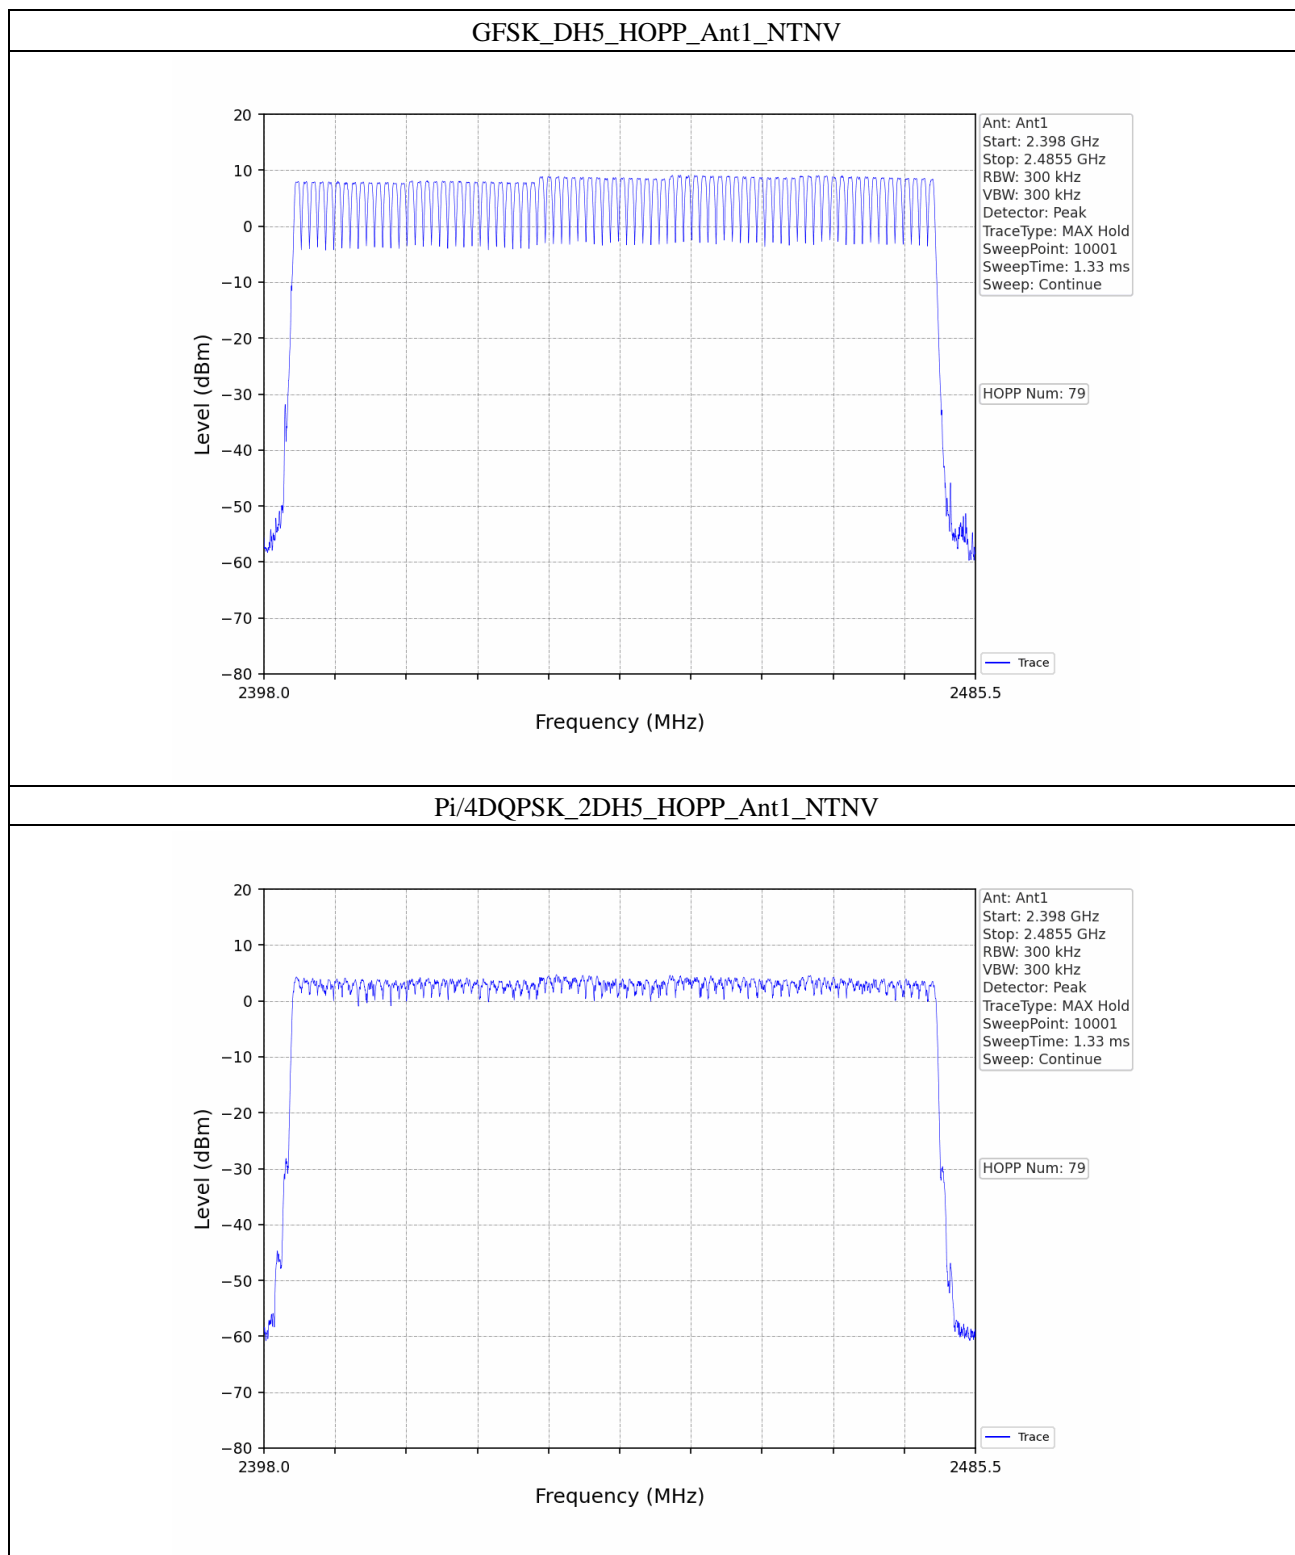 GFSK_DH5_HOPP_Ant1_NTNV
20
10
0
−10
−20
−30
−40
−50
−60
−70
−80
Level (dBm)
2398.0
2485.5
Frequency (MHz)
Ant: Ant1
Start: 2.398 GHz
Stop: 2.4855 GHz
RBW: 300 kHz
VBW: 300 kHz
Detector: Peak
TraceType: MAX Hold
SweepPoint: 10001
SweepTime: 1.33 ms
Sweep: Continue
HOPP Num: 79
Trace
Pi/4DQPSK_2DH5_HOPP_Ant1_NTNV
20
10
0
−10
−20
−30
−40
−50
−60
−70
−80
Level (dBm)
2398.0
2485.5
Frequency (MHz)
Ant: Ant1
Start: 2.398 GHz
Stop: 2.4855 GHz
RBW: 300 kHz
VBW: 300 kHz
Detector: Peak
TraceType: MAX Hold
SweepPoint: 10001
SweepTime: 1.33 ms
Sweep: Continue
HOPP Num: 79
Trace